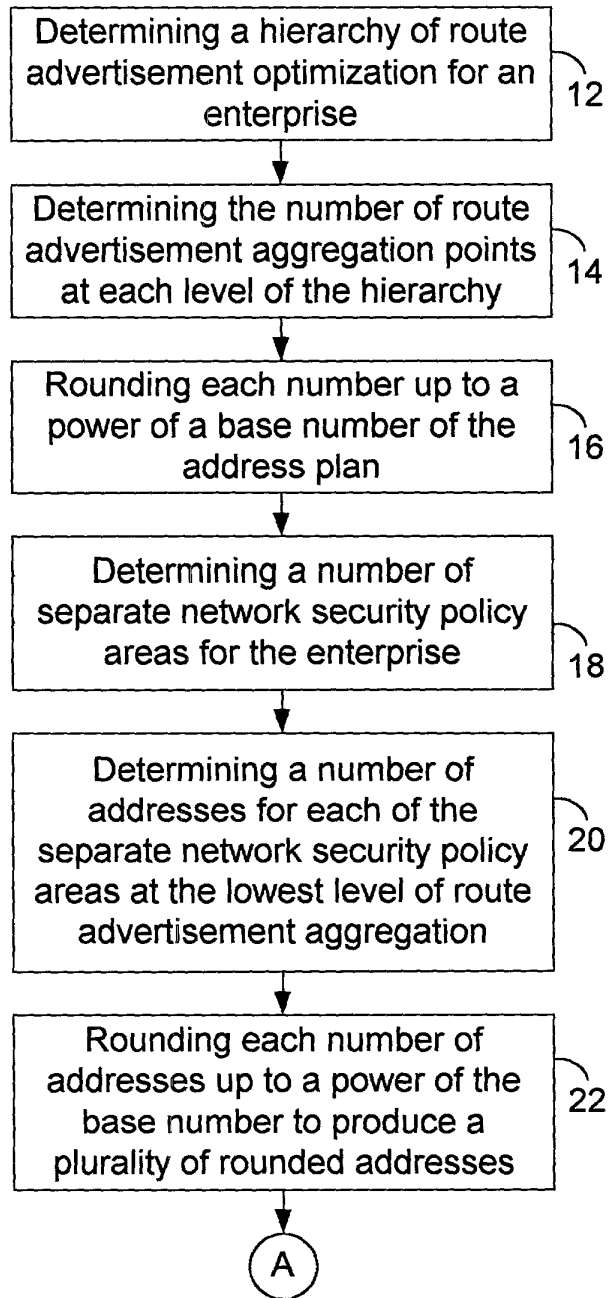 Determining a hierarchy of route
advertisement optimization for an
enterprise
12
Determining the number of route
advertisement aggregation points
at each level of the hierarchy
14
Rounding each number up to a
power of a base number of the
address plan
16
Determining a number of
separate network security policy
areas for the enterprise
18
Determining a number of
addresses for each of the
separate network security policy
areas at the lowest level of route
advertisement aggregation
20
Rounding each number of
addresses up to a power of the
base number to produce a
plurality of rounded addresses
22
A